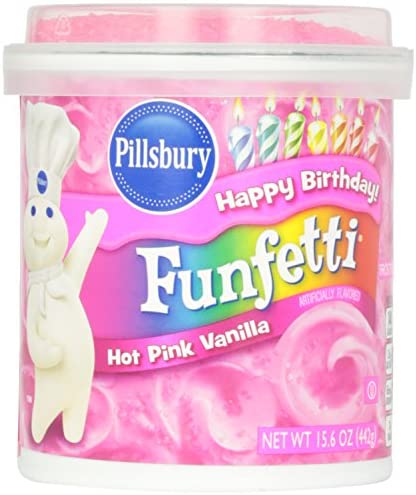 Pillsbury
Happy Birthday!
Funfetti®
ARTIFICIALLY FLAVORED
Hot Pink Vanilla
NET WT 15.6 OZ (442g)